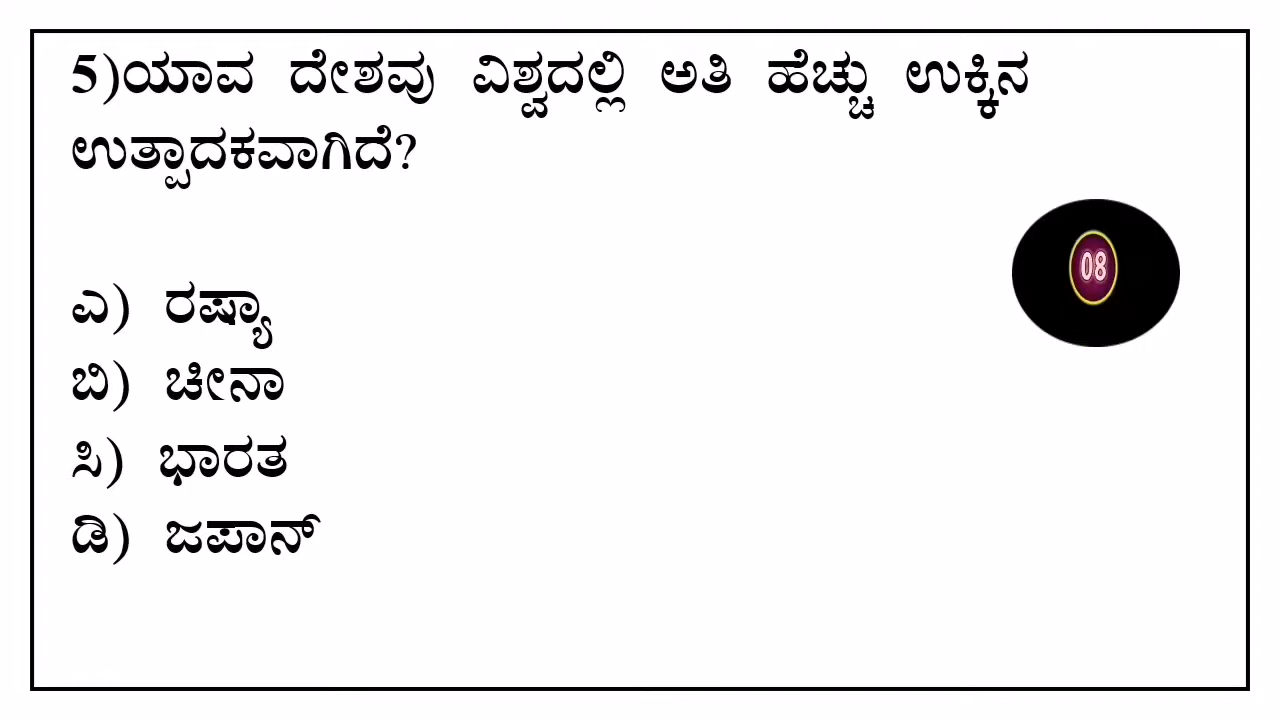 5)ಯಾವ ದೇಶವು ವಿಶ್ವದಲ್ಲಿ ಅತಿ ಹೆಚ್ಚು ಉಕ್ಕಿನ
ಉತ್ಪಾದಕವಾಗಿದೆ?
08
ಎ) ರಷ್ಯಾ
ಬಿ) ಚೀನಾ
ಸಿ) ಭಾರತ
ಡಿ) ಜಪಾನ್